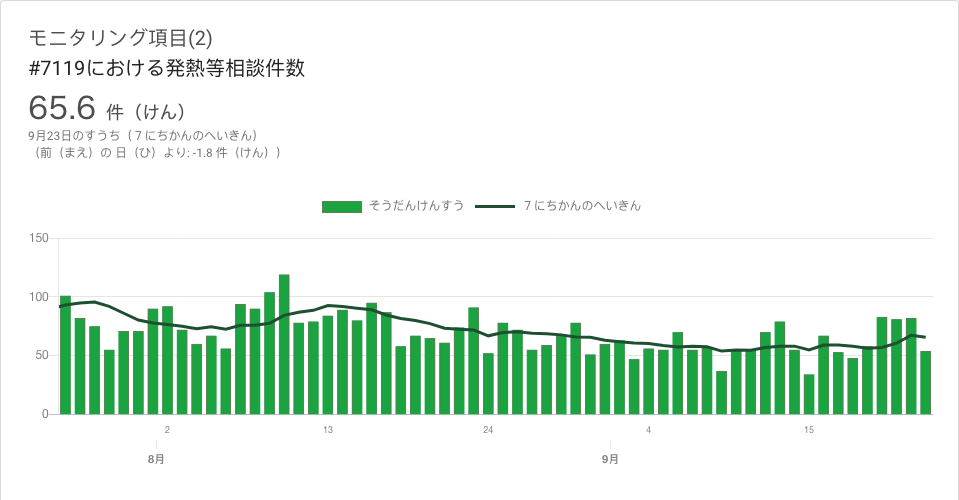 モニタリング項目(2)
#7119における発熱等相談件数
65.6 件（けん）
9月23日のすうち（７にちかんのへいきん）
（前（まえ）の 日（ひ）より: -1.8 件（けん））
そうだんけんすう ７にちかんのへいきん
150
100
50
0
2 13 24 4 15
8月 9月